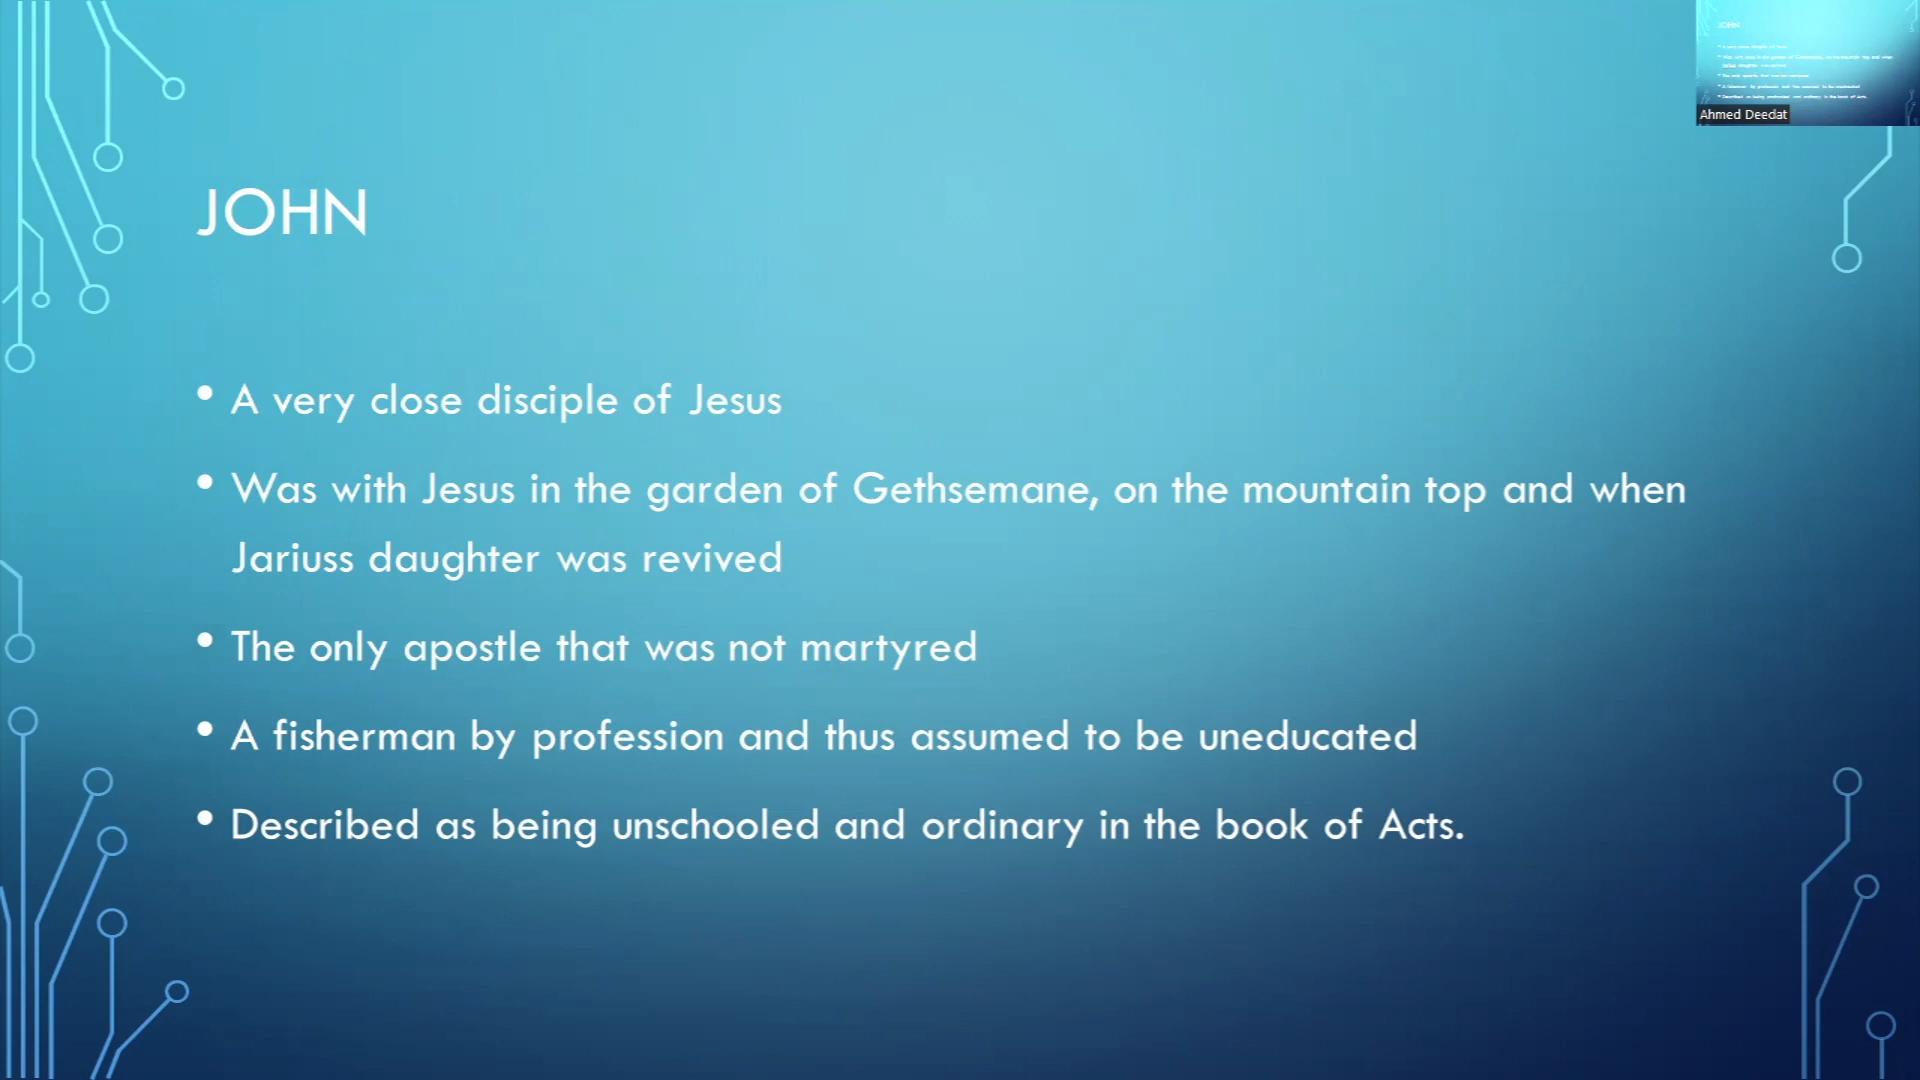 JOHN
• A very close disciple of Jesus
• Was with Jesus in the garden of Gethsemane, on the mountain top and when
Jariuss daughter was revived
• The only apostle that was not martyred
• A fisherman by profession and thus assumed to be uneducated
• Described as being unschooled and ordinary in the book of Acts.
JOHN
Ahmed Deedat